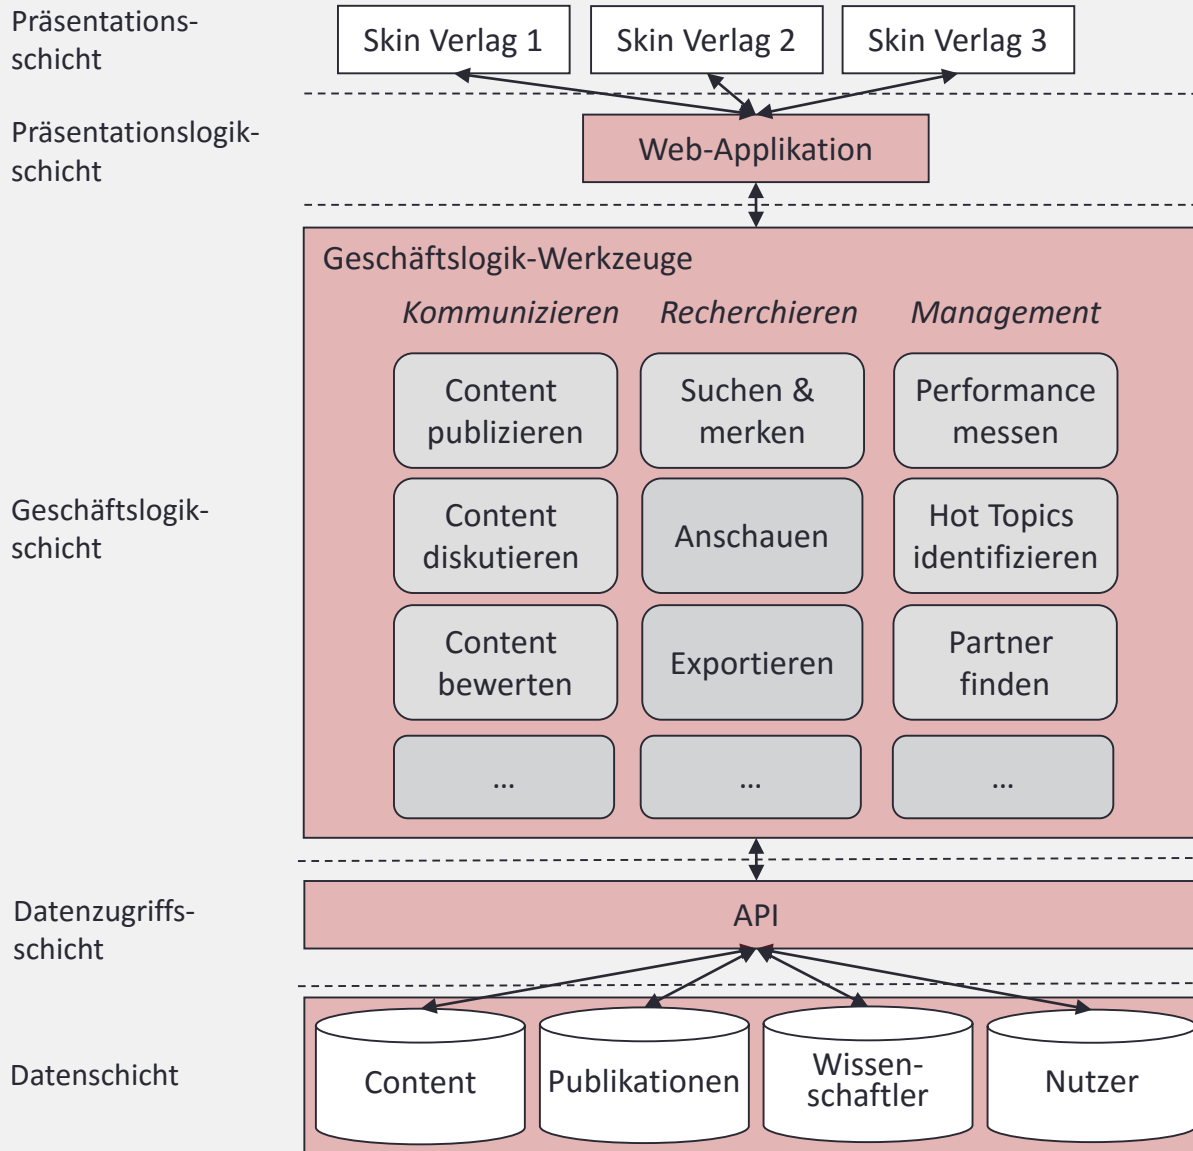 Präsentations-
schicht
Skin Verlag 1
Skin Verlag 2
Skin Verlag 3
Präsentationslogik-
schicht
Web-Applikation
Geschäftslogik-
schicht
Geschäftslogik-Werkzeuge
Kommunizieren
Recherchieren
Management
Content
publizieren
Suchen &
merken
Performance
messen
Content
diskutieren
Anschauen
Hot Topics
identifizieren
Content
bewerten
Exportieren
Partner
finden
...
...
...
Datenzugriffs-
schicht
API
Datenschicht
Content
Publikationen
Wissen-
schaftler
Nutzer